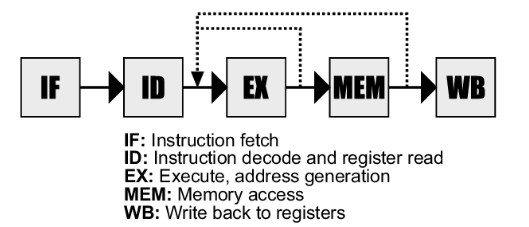 IF ID EX MEM WB
IF: Instruction fetch
ID: Instruction decode and register read
EX: Execute, address generation
MEM: Memory access
WB: Write back to registers